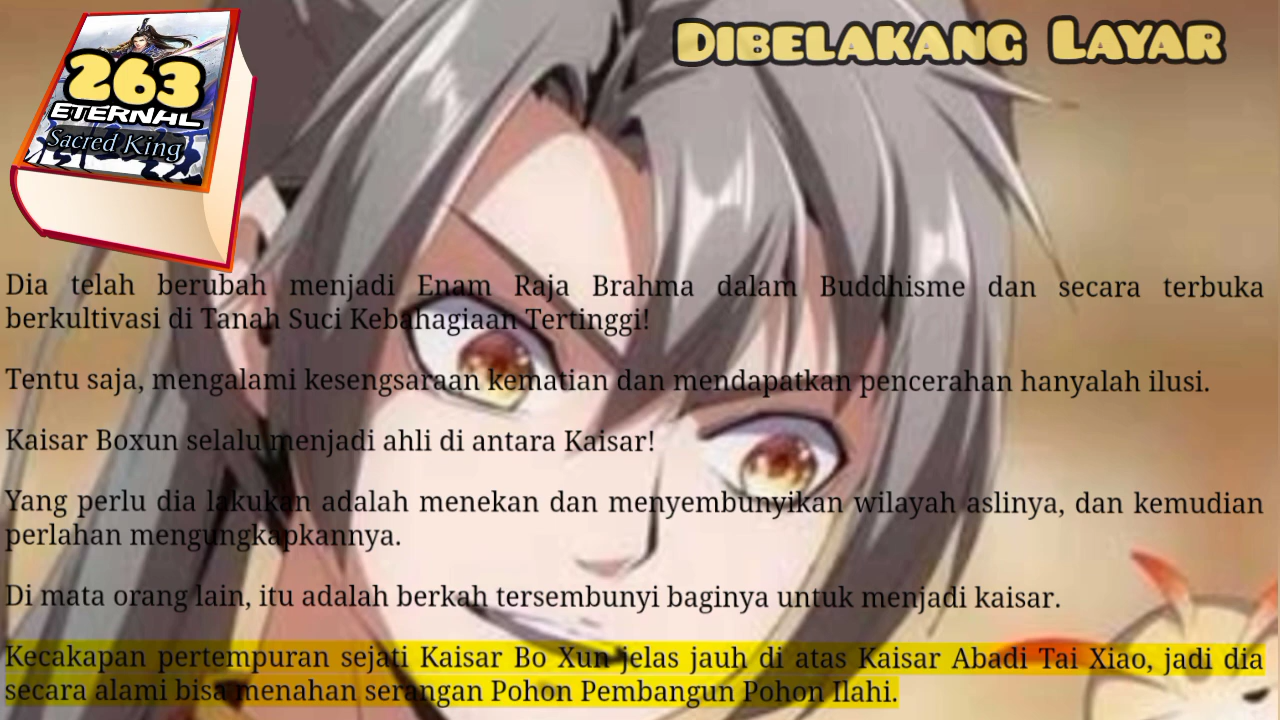 DIBELAKANG LAYAR
263
ETERNAL
Sacred King
Dia telah berubah menjadi Enam Raja Brahma dalam Buddhisme dan secara terbuka
berkultivasi di Tanah Suci Kebahagiaan Tertinggi!
Tentu saja, mengalami kesengsaraan kematian dan mendapatkan pencerahan hanyalah ilusi.
Kaisar Boxun selalu menjadi ahli di antara Kaisar!
Yang perlu dia lakukan adalah menekan dan menyembunyikan wilayah aslinya, dan kemudian
perlahan mengungkapkannya.
Di mata orang lain, itu adalah berkah tersembunyi baginya untuk menjadi kaisar.
Kecakapan pertempuran sejati Kaisar Bo Xun jelas jauh di atas Kaisar Abadi Tai Xiao, jadi dia
secara alami bisa menahan serangan Pohon Pembangun Pohon Ilahi.